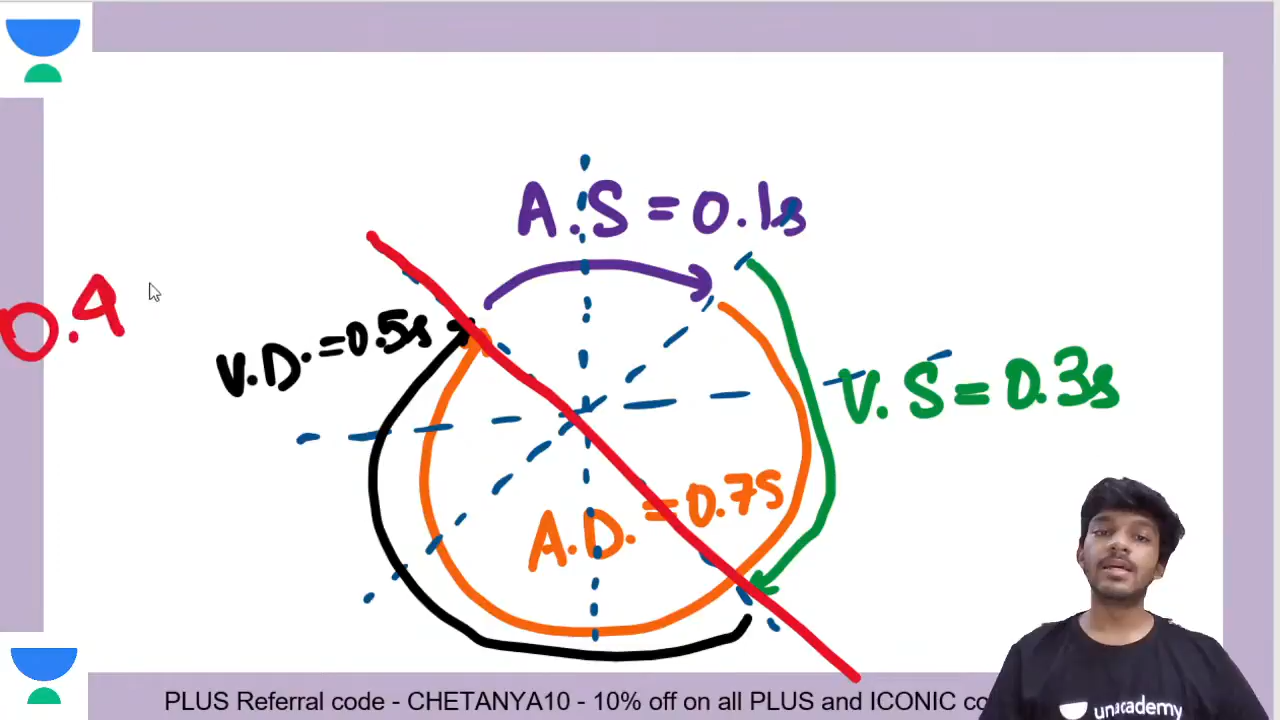 A.S = 0.1s
0.4
V.D. = 0.5s
V.S = 0.3s
A.D. = 0.7s
unacademy
PLUS Referral code - CHETANYA10 - 10% off on all PLUS and ICONIC